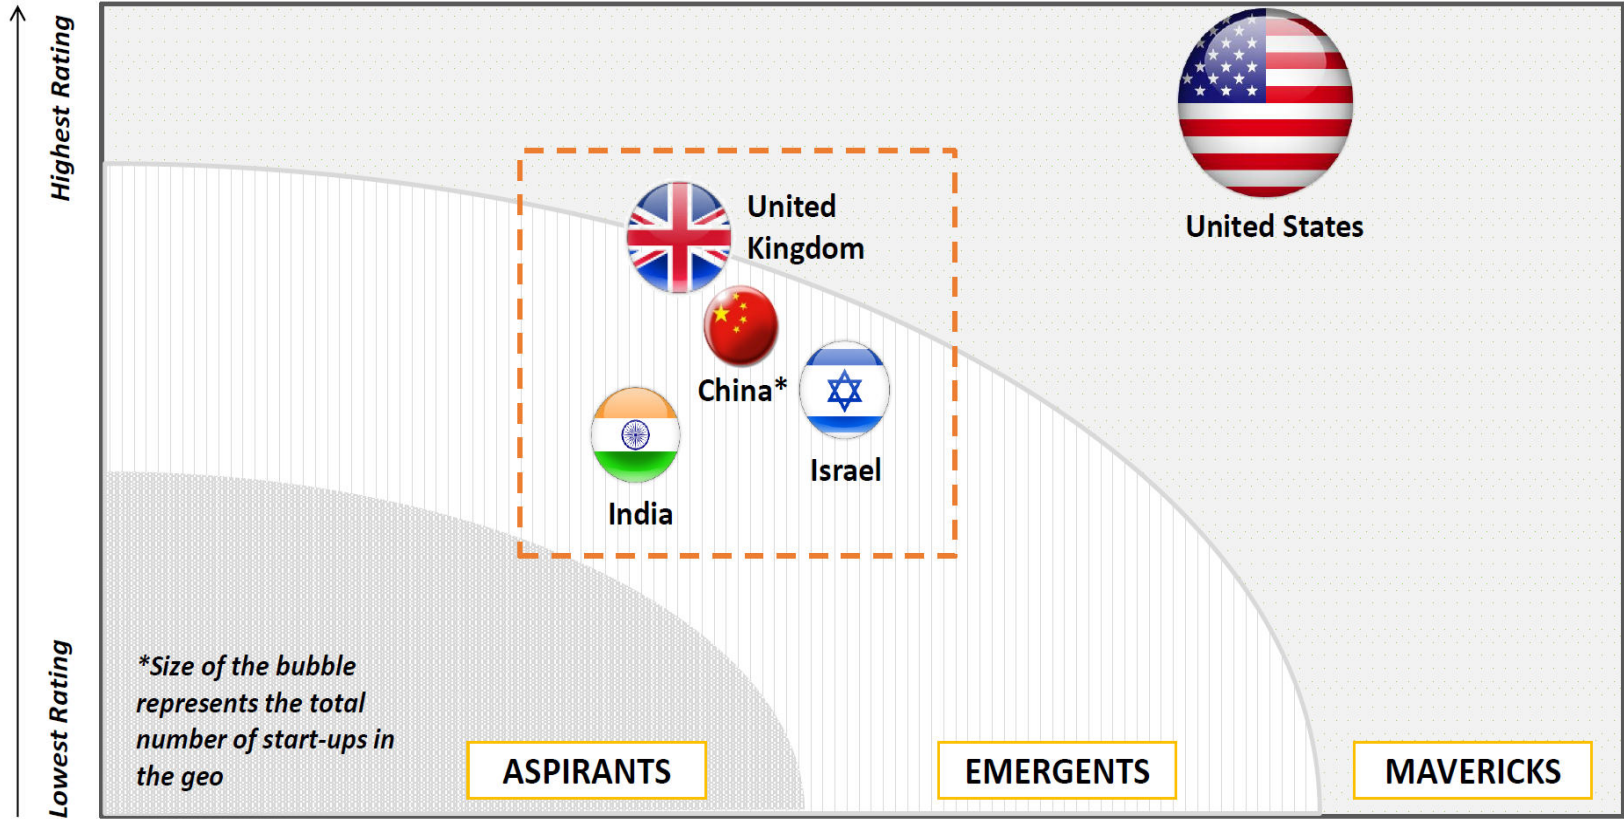 Highest Rating
Lowest Rating
United
Kingdom
United States
China*
Israel
India
*Size of the bubble
represents the total
number of start-ups in
the geo
ASPIRANTS
EMERGENTS
MAVERICKS